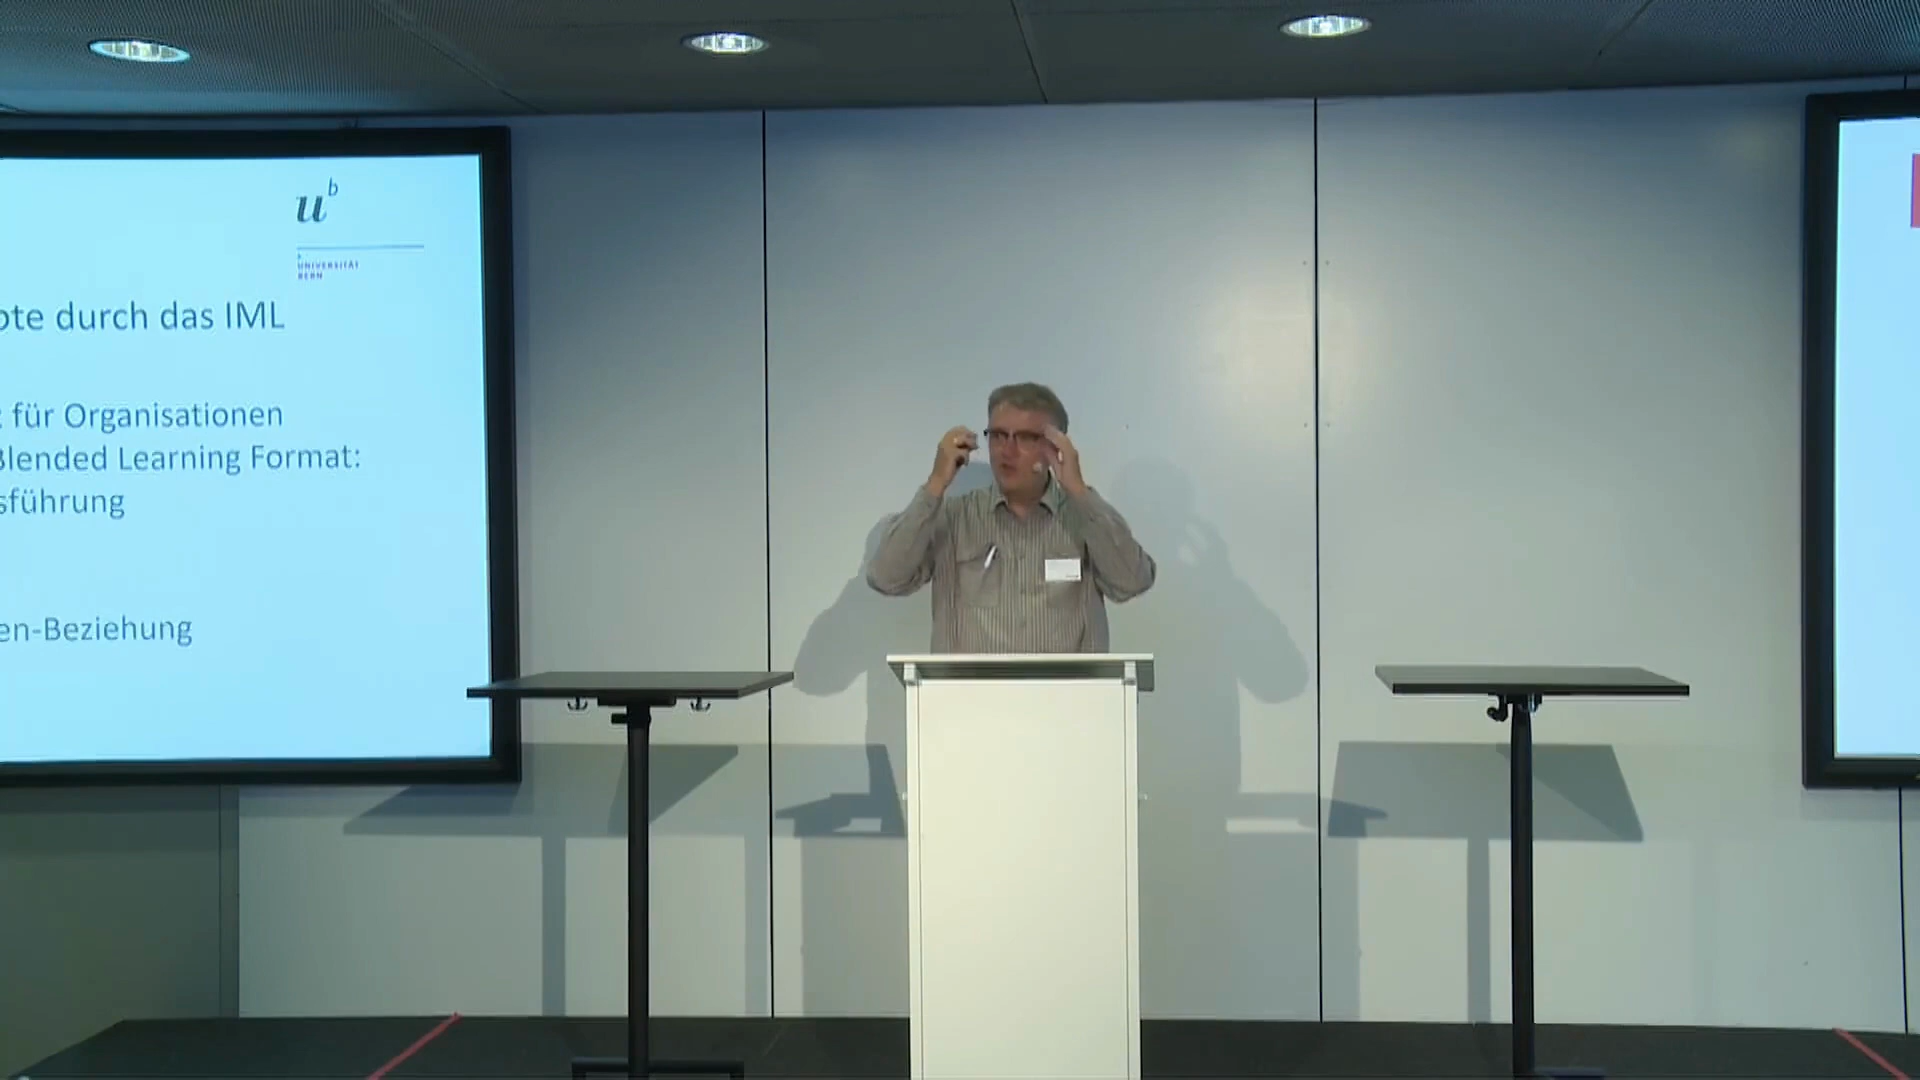 u
b
UNIVERSITÄT
BERN
ote durch das IML
für Organisationen
Blended Learning Format:
sführung
en-Beziehung